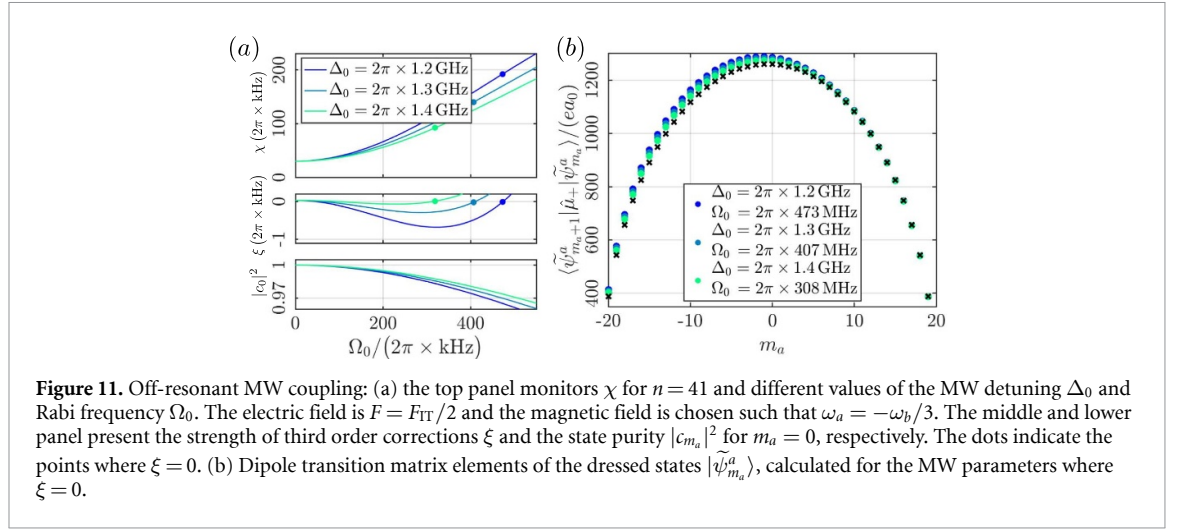 (a)
200
100
0
χ (2π × kHz)
Δ₀ = 2π × 1.2 GHz
Δ₀ = 2π × 1.3 GHz
Δ₀ = 2π × 1.4 GHz
0
-1
ξ (2π × kHz)
1
0.97
|c₀|²
0 200 400
Ω₀/(2π × kHz)
(b)
1200
1000
800
600
400
⟨ψ̃ᵃₘₐ₊₁|μ̂₊|ψ̃ᵃₘₐ⟩/(ea₀)
Δ₀ = 2π × 1.2 GHz
Ω₀ = 2π × 473 MHz
Δ₀ = 2π × 1.3 GHz
Ω₀ = 2π × 407 MHz
Δ₀ = 2π × 1.4 GHz
Ω₀ = 2π × 308 MHz
-20 -10 0 10 20
mₐ
Figure 11. Off-resonant MW coupling: (a) the top panel monitors χ for n = 41 and different values of the MW detuning Δ₀ and
Rabi frequency Ω₀. The electric field is F = F_IT/2 and the magnetic field is chosen such that ωₐ = −ω_b/3. The middle and lower
panel present the strength of third order corrections ξ and the state purity |cₘₐ|² for mₐ = 0, respectively. The dots indicate the
points where ξ = 0. (b) Dipole transition matrix elements of the dressed states |ψ̃ᵃₘₐ⟩, calculated for the MW parameters where
ξ = 0.